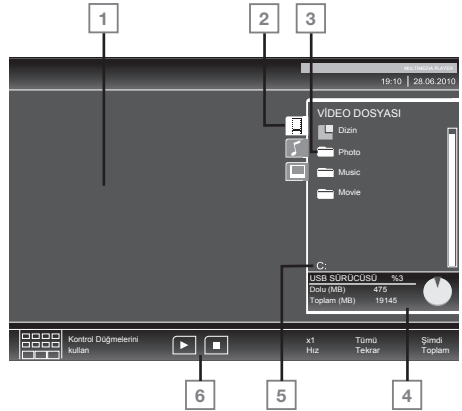 1 2 3
MULTIMEDIA PLAYER
19:10 | 28.06.2010
VİDEO DOSYASI
Dizin
Photo
Music
Movie
C:
USB SÜRÜCÜSÜ %3
Dolu (MB) 475
Toplam (MB) 19145
Kontrol Düğmelerini
kullan
x1 Tümü Şimdi
Hız Tekrar Toplam
6 5 4